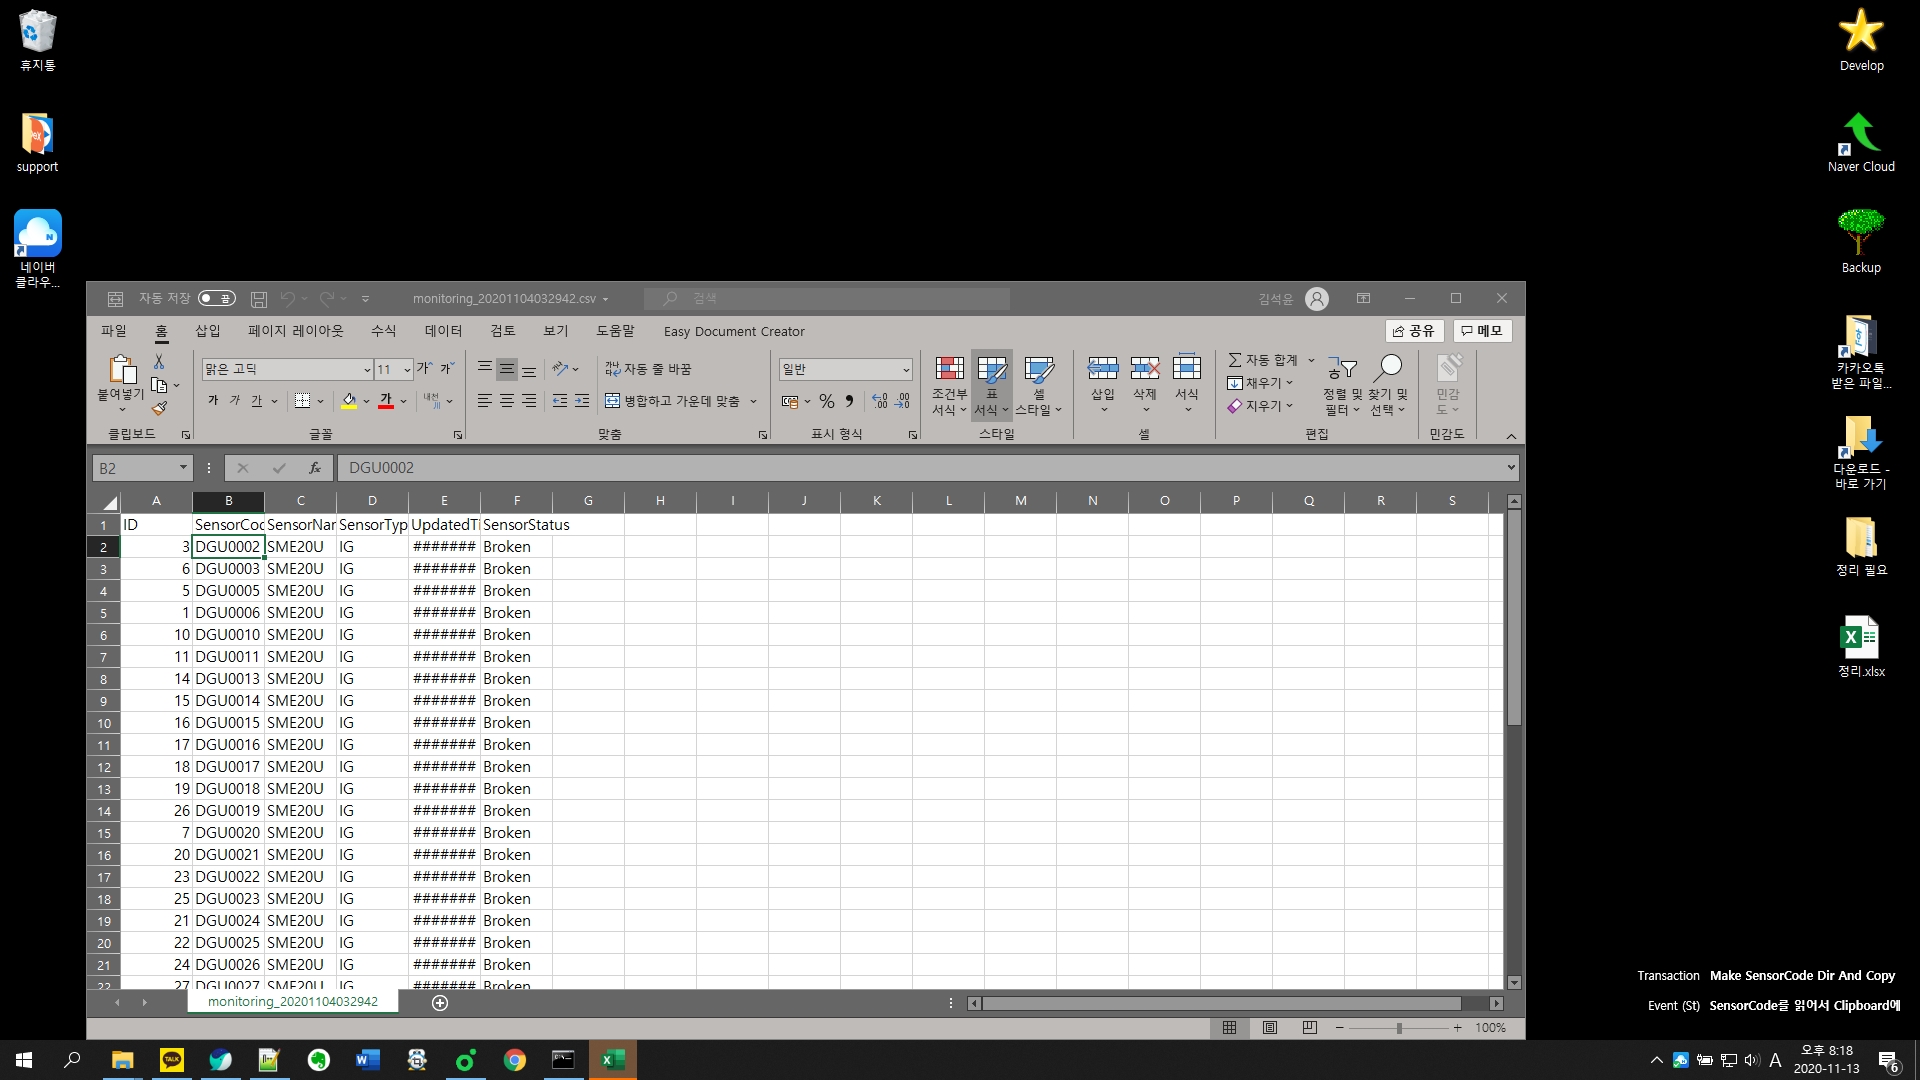 휴지통
support
네이버
클라우...
Develop
Naver Cloud
Backup
카카오톡
받은 파일...
다운로드 -
바로 가기
정리 필요
정리.xlsx
자동 저장 끔 monitoring_20201104032942.csv 검색 김석윤
파일 홈 삽입 페이지 레이아웃 수식 데이터 검토 보기 도움말 Easy Document Creator 공유 메모
붙여넣기
클립보드
맑은 고딕 11 가 가
가 가 가 가 내천
글꼴
자동 줄 바꿈
병합하고 가운데 맞춤
맞춤
일반
% 9
표시 형식
조건부
서식
표
서식
셀
스타일
스타일
삽입 삭제 서식
셀
∑ 자동 합계
채우기
지우기
정렬 및
필터
찾기 및
선택
편집
민감
도
민감도
B2 fx DGU0002
A B C D E F G H I J K L M N O P Q R S
1 ID SensorCod SensorNar SensorTyp UpdatedTi SensorStatus
2 3 DGU0002 SME20U IG ####### Broken
3 6 DGU0003 SME20U IG ####### Broken
4 5 DGU0005 SME20U IG ####### Broken
5 1 DGU0006 SME20U IG ####### Broken
6 10 DGU0010 SME20U IG ####### Broken
7 11 DGU0011 SME20U IG ####### Broken
8 14 DGU0013 SME20U IG ####### Broken
9 15 DGU0014 SME20U IG ####### Broken
10 16 DGU0015 SME20U IG ####### Broken
11 17 DGU0016 SME20U IG ####### Broken
12 18 DGU0017 SME20U IG ####### Broken
13 19 DGU0018 SME20U IG ####### Broken
14 26 DGU0019 SME20U IG ####### Broken
15 7 DGU0020 SME20U IG ####### Broken
16 20 DGU0021 SME20U IG ####### Broken
17 23 DGU0022 SME20U IG ####### Broken
18 25 DGU0023 SME20U IG ####### Broken
19 21 DGU0024 SME20U IG ####### Broken
20 22 DGU0025 SME20U IG ####### Broken
21 24 DGU0026 SME20U IG ####### Broken
22 27 DGU0027 SME20U IG ####### Broken
monitoring_20201104032942
100%
Transaction Make SensorCode Dir And Copy
Event (St) SensorCode를 읽어서 Clipboard에
TALK
A 오후 8:18
2020-11-13
6